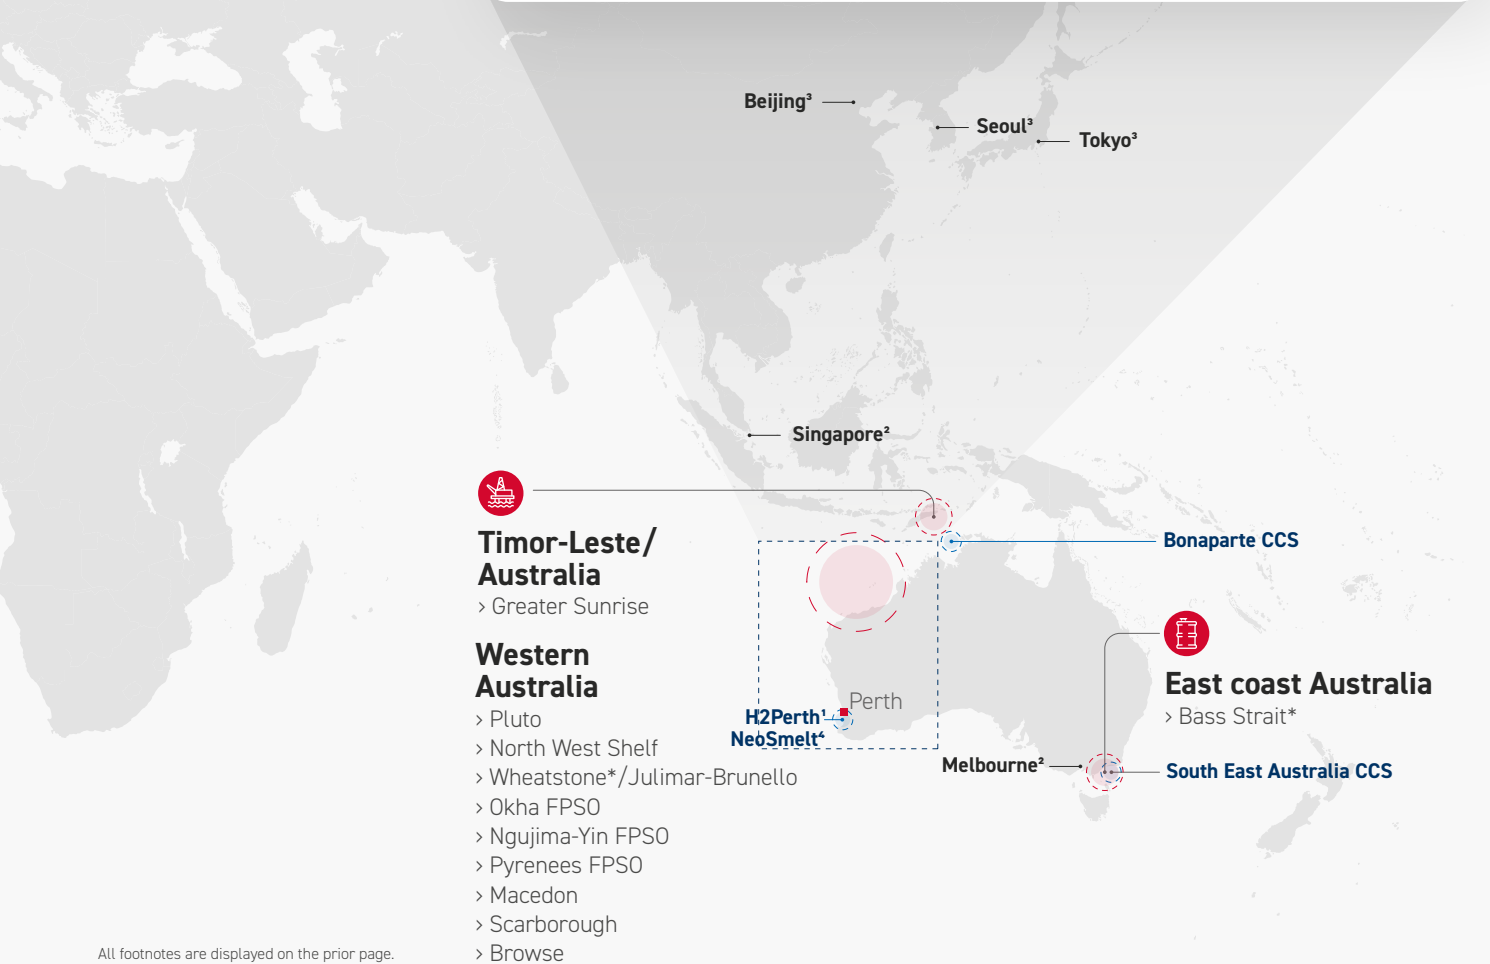 Beijing³
Seoul³
Tokyo³
Singapore²
Timor-Leste/
Australia
> Greater Sunrise
Bonaparte CCS
Western
Australia
> Pluto
> North West Shelf
> Wheatstone*/Julimar-Brunello
> Okha FPSO
> Ngujima-Yin FPSO
> Pyrenees FPSO
> Macedon
> Scarborough
> Browse
Perth
H2Perth¹
NeoSmelt⁴
East coast Australia
> Bass Strait*
Melbourne²
South East Australia CCS
All footnotes are displayed on the prior page.